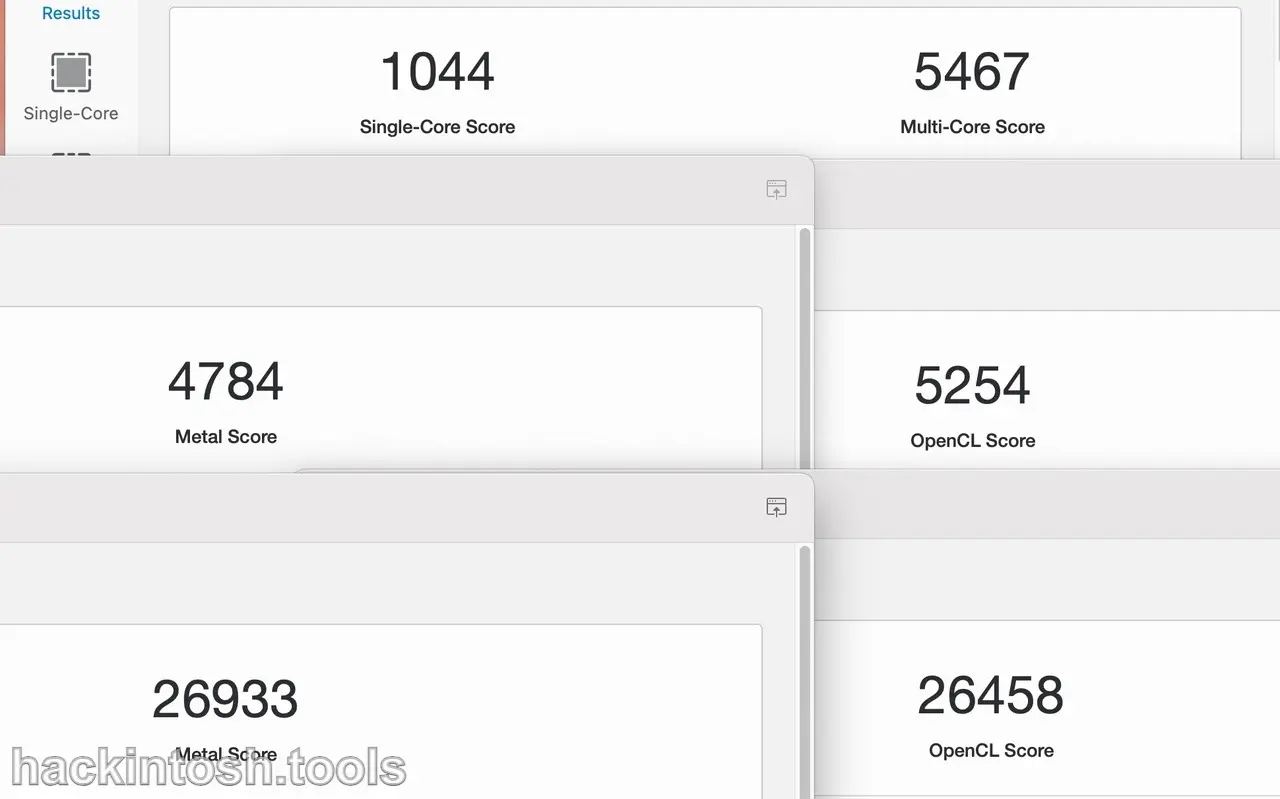 Results
Single-Core
1044
Single-Core Score
5467
Multi-Core Score
4784
Metal Score
5254
OpenCL Score
26933
Metal Score
26458
OpenCL Score
hackintosh.tools